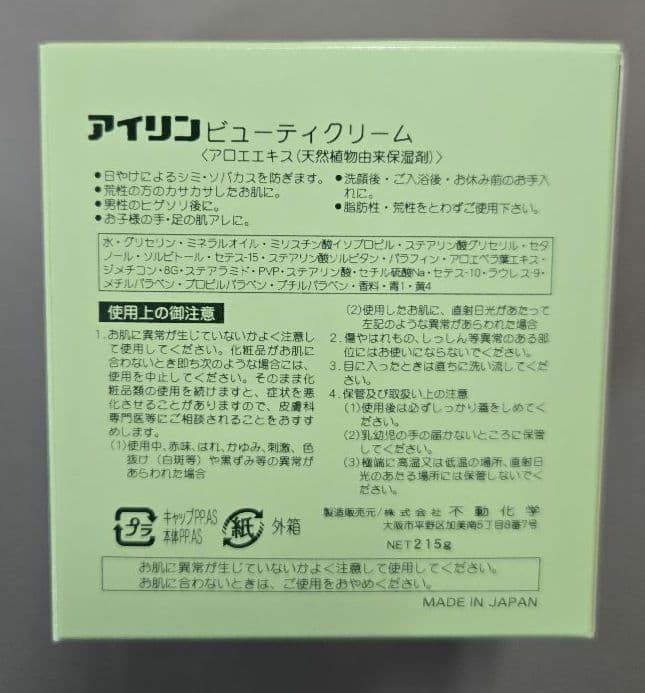 アイリンビューティクリーム
〈アロエエキス(天然植物由来保湿剤)〉
●日やけによるシミ・ソバカスを防ぎます。
●荒性の方のカサカサしたお肌に。
●男性のヒゲソリ後に。
●お子様の手・足の肌アレに。
●洗顔後・ご入浴後・お休み前のお手入
れに。
●脂肪性・荒性をとわずご使用下さい。
水・グリセリン・ミネラルオイル・ミリスチン酸イソプロピル・ステアリン酸グリセリル・セタ
ノール・ソルビトール・セテス-15・ステアリン酸ソルビタン・パラフィン・アロエベラ葉エキス・
ジメチコン・BG・ステアラミド・PVP・ステアリン酸・セチル硫酸Na・セテス-10・ラウレス-9・
メチルパラベン・プロピルパラベン・ブチルパラベン・香料・青1・黄4
使用上の御注意
1.お肌に異常が生じていないかよく注意し
て使用してください。化粧品がお肌に
合わないとき即ち次のような場合には、
使用を中止してください。そのまま化
粧品類の使用を続けますと、症状を悪
化させることがありますので、皮膚科
専門医等にご相談されることをおすす
めします。
(1)使用中、赤味、はれ、かゆみ、刺激、色
抜け(白斑等)や黒ずみ等の異常が
あらわれた場合
(2)使用したお肌に、直射日光があたって
左記のような異常があらわれた場合
2.傷やはれもの、しっしん等異常のある部
位にはお使いにならないでください。
3.目に入ったときは直ちに洗い流してくだ
さい。
4.保管及び取扱い上の注意
(1)使用後は必ずしっかり蓋をしめてく
ださい。
(2)乳幼児の手の届かないところに保管
してください。
(3)極端に高温又は低温の場所、直射日
光のあたる場所には保管しないでく
ださい。
プラ
キャップPP.AS
本体PP.AS
紙
外箱
製造販売元/株式会社 不動化学
大阪市平野区加美南5丁目8番7号
NET215g
お肌に異常が生じていないかよく注意して使用してください。
お肌に合わないときは、ご使用をおやめください。
MADE IN JAPAN